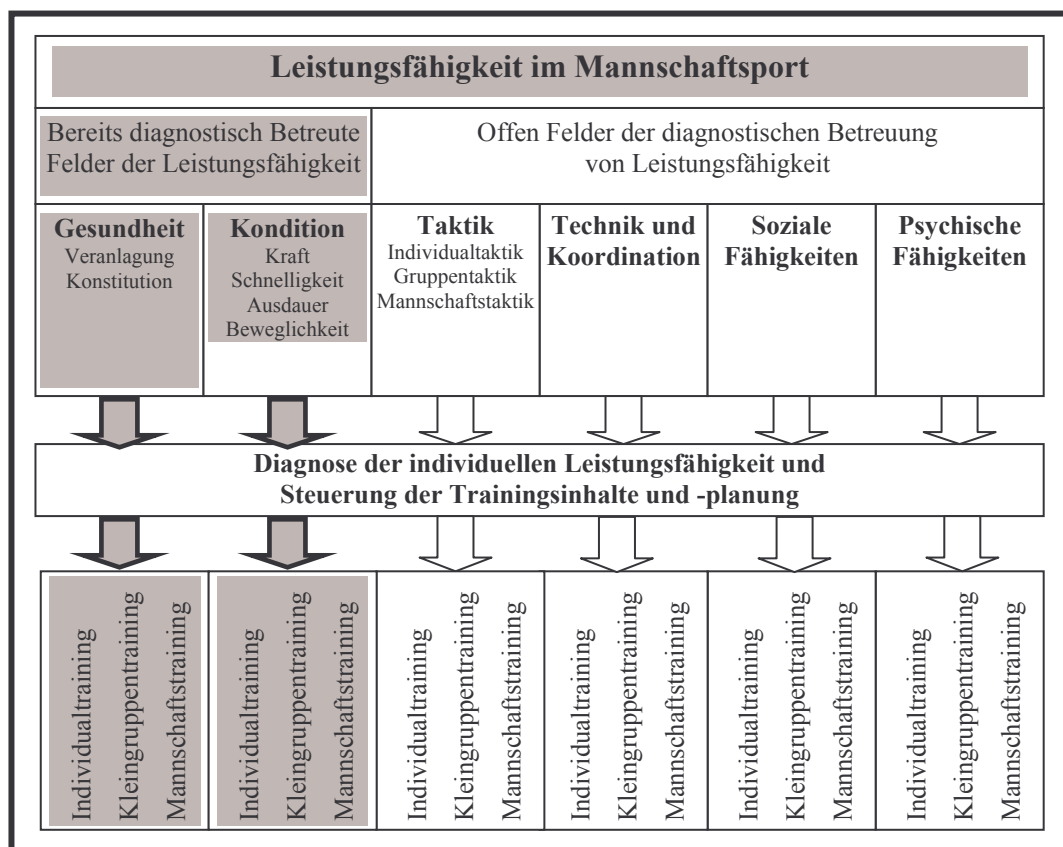 Leistungsfähigkeit im Mannschaftsport
Bereits diagnostisch Betreute
Felder der Leistungsfähigkeit
Offen Felder der diagnostischen Betreuung
von Leistungsfähigkeit
Gesundheit
Veranlagung
Konstitution
Kondition
Kraft
Schnelligkeit
Ausdauer
Beweglichkeit
Taktik
Individualtaktik
Gruppentaktik
Mannschaftstaktik
Technik und
Koordination
Soziale
Fähigkeiten
Psychische
Fähigkeiten
Diagnose der individuellen Leistungsfähigkeit und
Steuerung der Trainingsinhalte und -planung
Individualtraining
Kleingruppentraining
Mannschaftstraining
Individualtraining
Kleingruppentraining
Mannschaftstraining
Individualtraining
Kleingruppentraining
Mannschaftstraining
Individualtraining
Kleingruppentraining
Mannschaftstraining
Individualtraining
Kleingruppentraining
Mannschaftstraining
Individualtraining
Kleingruppentraining
Mannschaftstraining